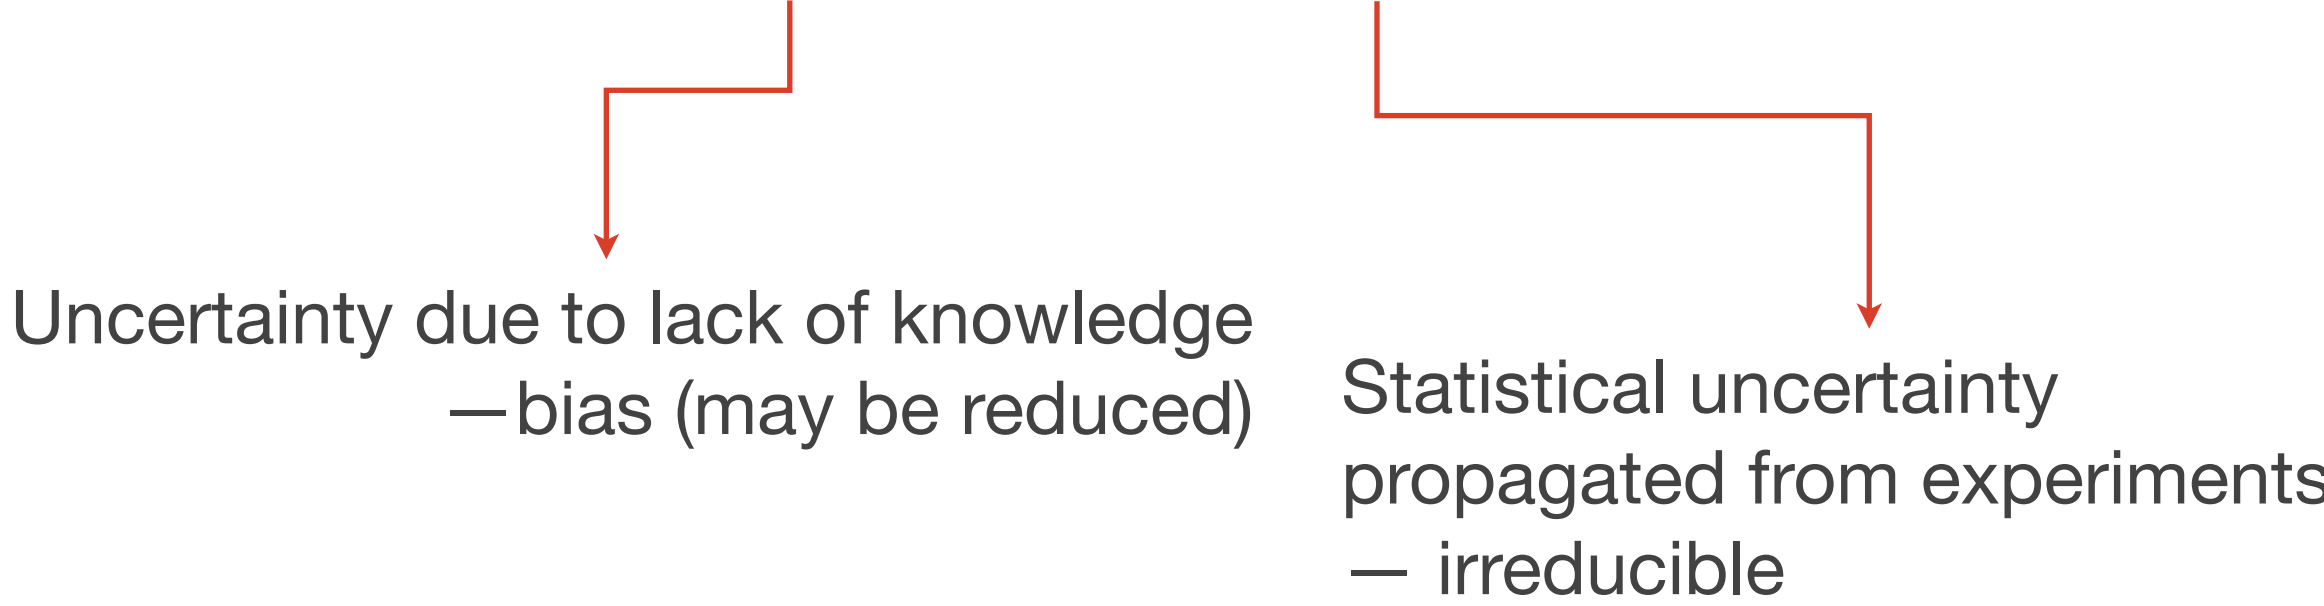 Uncertainty due to lack of knowledge
—bias (may be reduced)
Statistical uncertainty
propagated from experiments
— irreducible